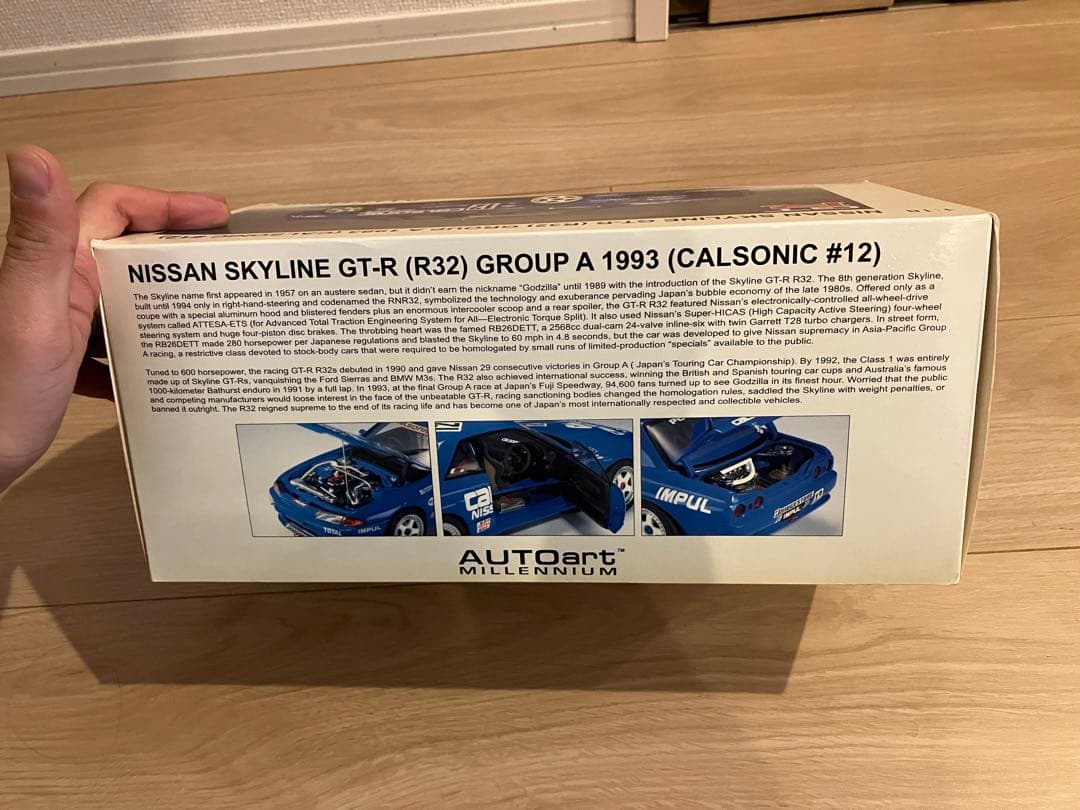 NISSAN SKYLINE GT-R (R32) GROUP A 1993 (CALSONIC #12)
The Skyline name first appeared in 1957 on an austere sedan, but it didn't earn the nickname "Godzilla" until 1989 with the introduction of the Skyline GT-R R32. The 8th generation Skyline,
built until 1994 only in right-hand-steering and codenamed the RNR32, symbolized the technology and exuberance pervading Japan's bubble economy of the late 1980s. Offered only as a
coupe with a special aluminum hood and blistered fenders plus an enormous intercooler scoop and a rear spoiler, the GT-R R32 featured Nissan's electronically-controlled all-wheel-drive
system called ATTESA-ETS (for Advanced Total Traction Engineering System for All—Electronic Torque Split). It also used Nissan's Super-HICAS (High Capacity Active Steering) four-wheel
steering system and huge four-piston disc brakes. The throbbing heart was the famed RB26DETT, a 2568cc dual-cam 24-valve inline-six with twin Garrett T28 turbo chargers. In street form,
the RB26DETT made 280 horsepower per Japanese regulations and blasted the Skyline to 60 mph in 4.8 seconds, but the car was developed to give Nissan supremacy in Asia-Pacific Group
A racing, a restrictive class devoted to stock-body cars that were required to be homologated by small runs of limited-production "specials" available to the public.
Tuned to 600 horsepower, the racing GT-R R32s debuted in 1990 and gave Nissan 29 consecutive victories in Group A ( Japan's Touring Car Championship). By 1992, the Class 1 was entirely
made up of Skyline GT-Rs, vanquishing the Ford Sierras and BMW M3s. The R32 also achieved international success, winning the British and Spanish touring car cups and Australia's famous
1000-kilometer Bathurst enduro in 1991 by a full lap. In 1993, at the final Group A race at Japan's Fuji Speedway, 94,600 fans turned up to see Godzilla in its finest hour. Worried that the public
and competing manufacturers would loose interest in the face of the unbeatable GT-R, racing sanctioning bodies changed the homologation rules, saddled the Skyline with weight penalties, or
banned it outright. The R32 reigned supreme to the end of its racing life and has become one of Japan's most internationally respected and collectible vehicles.
TOTAL IMPUL
Ca
NISS
IMPUL
BRIDGESTONE
IMPUL
AUTOart™
MILLENNIUM